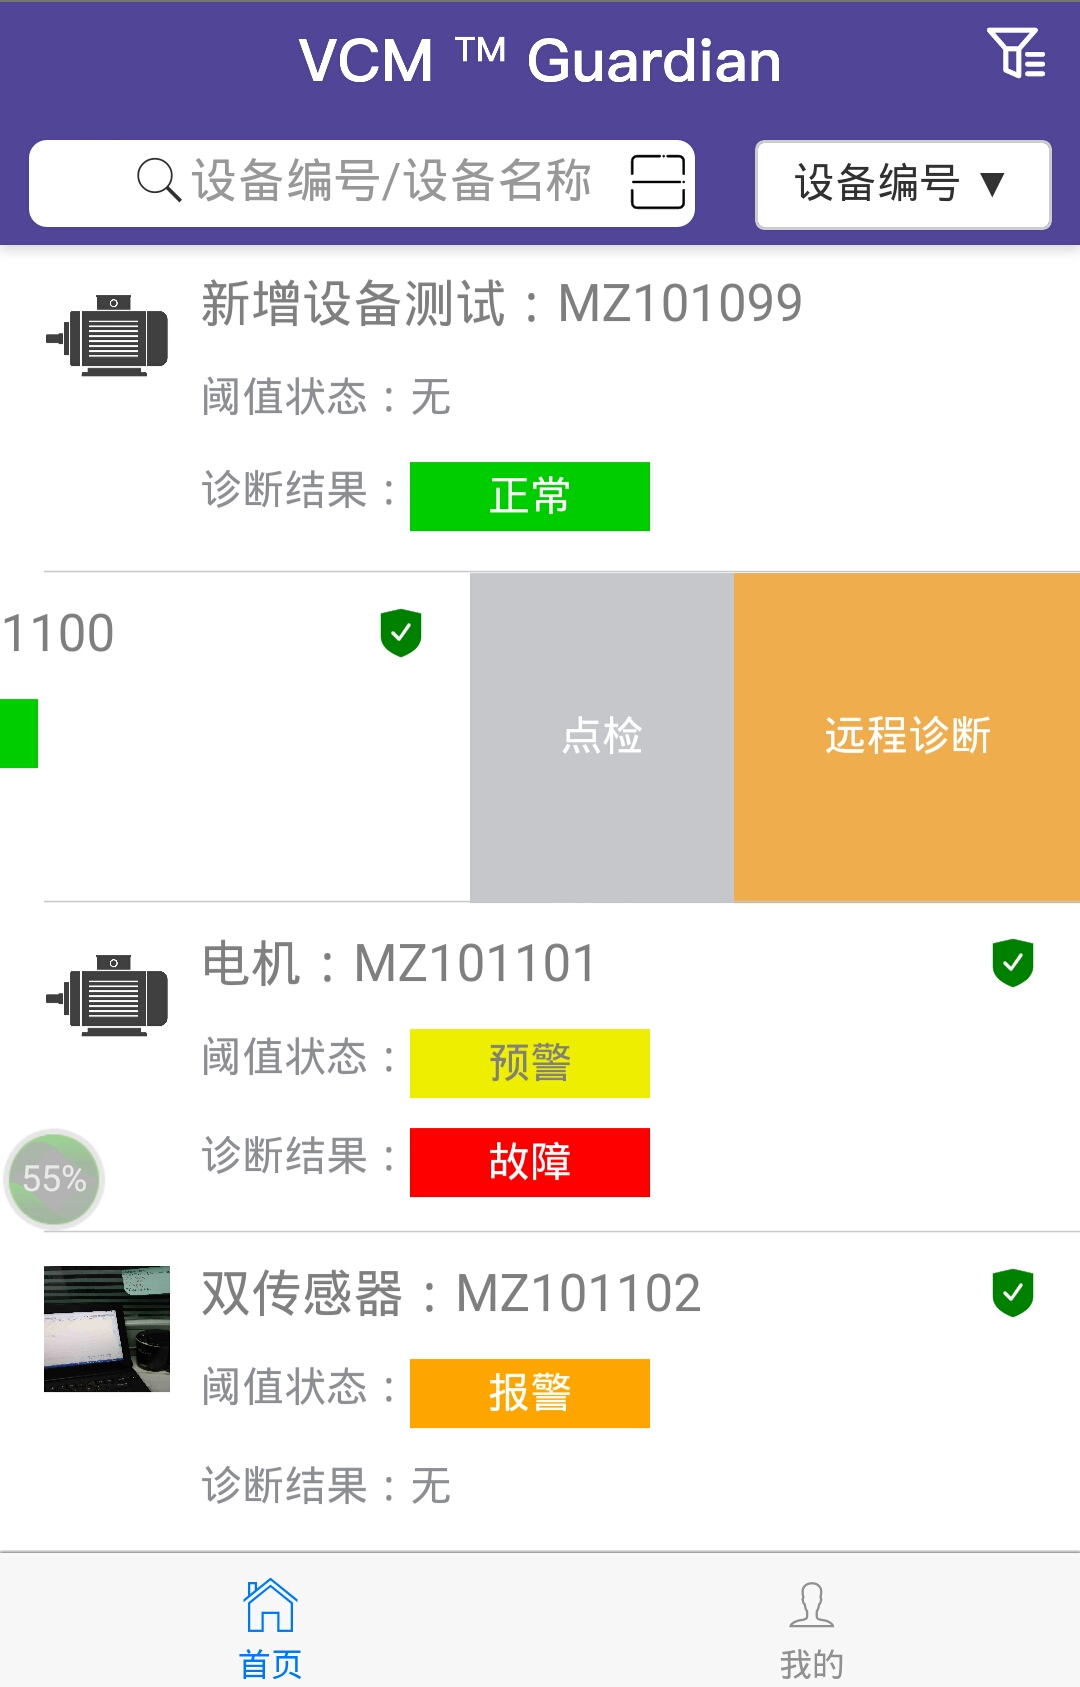 VCM ™ Guardian
设备编号/设备名称
设备编号 ▼
新增设备测试：MZ101099
阈值状态：无
诊断结果：正常
1100
点检
远程诊断
电机：MZ101101
阈值状态：预警
诊断结果：故障
55%
双传感器：MZ101102
阈值状态：报警
诊断结果：无
首页
我的